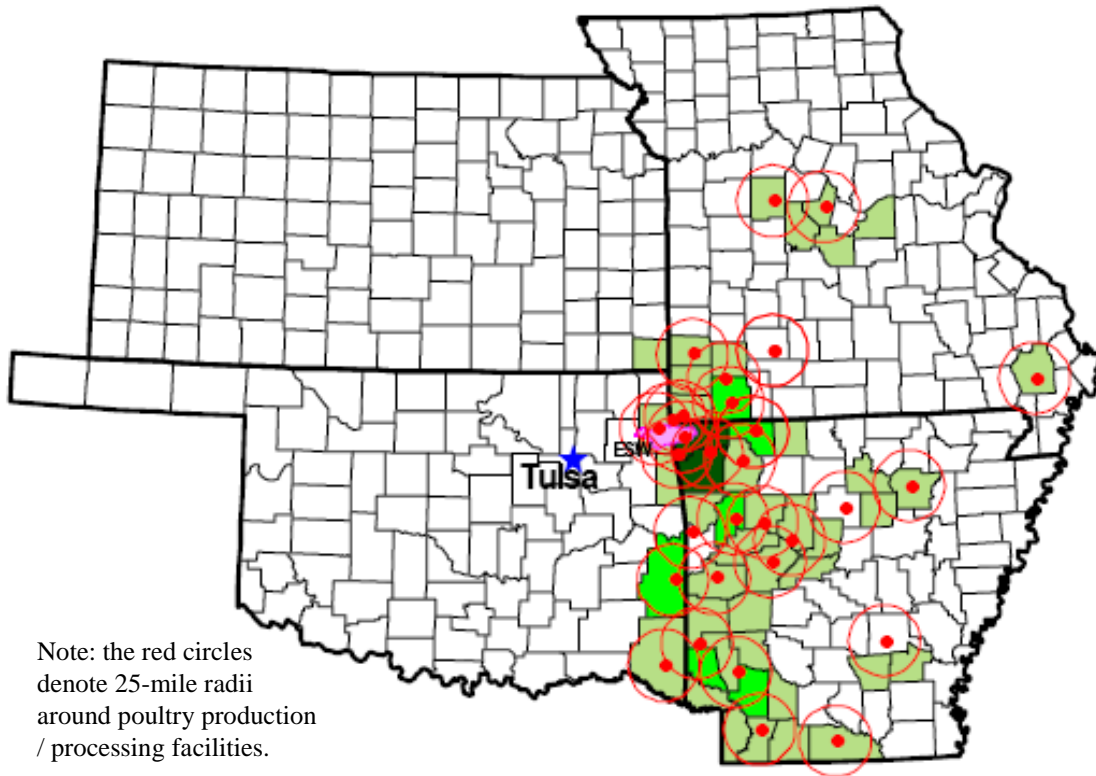 ESW
Tulsa
Note: the red circles
denote 25-mile radii
around poultry production
/ processing facilities.